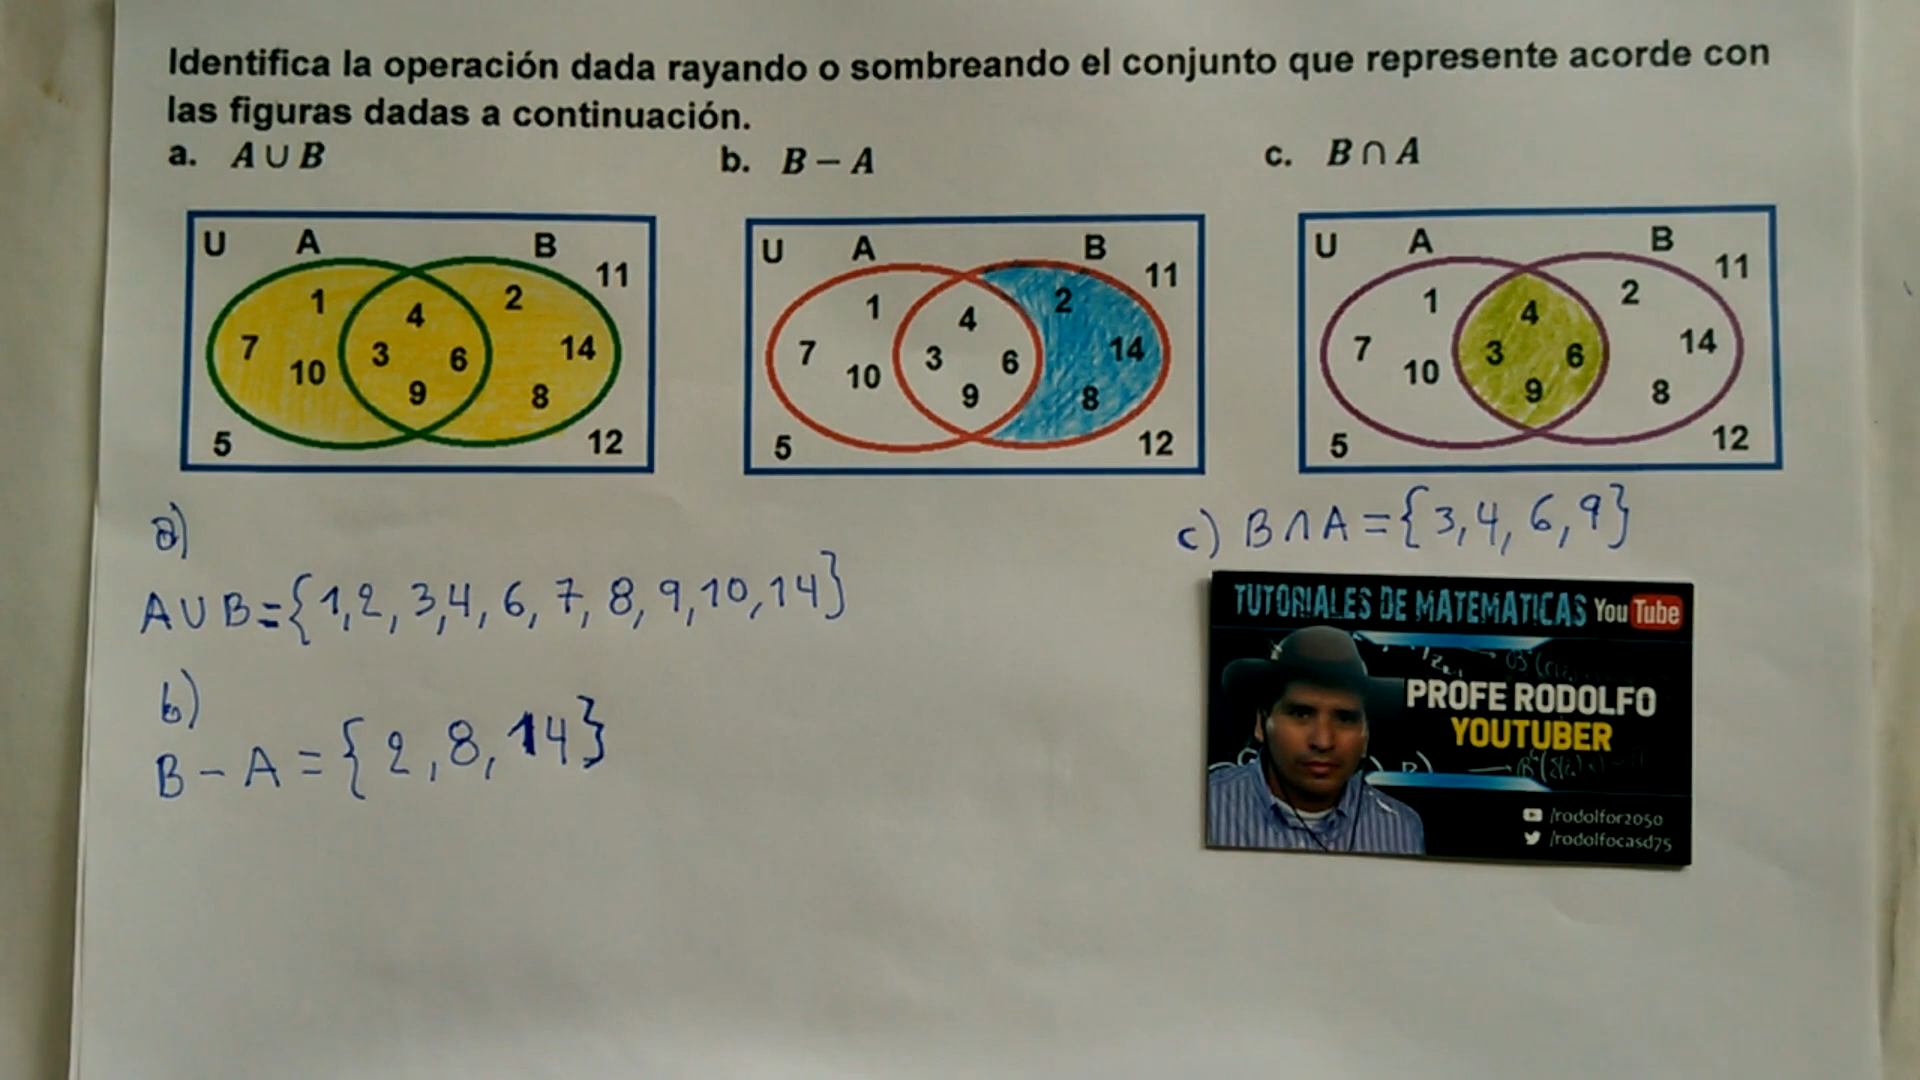 Identifica la operación dada rayando o sombreando el conjunto que represente acorde con
las figuras dadas a continuación.
a. A ∪ B
b. B − A
c. B ∩ A
U A B 11
1 4 2
7 3 6 14
10 9 8
5 12
U A B 11
1 4 2
7 3 6 14
10 9 8
5 12
U A B 11
1 4 2
7 3 6 14
10 9 8
5 12
a)
A∪B={1,2,3,4,6,7,8,9,10,14}
b)
B-A={2,8,14}
c) B∩A={3,4,6,9}
TUTORIALES DE MATEMATICAS YouTube
PROFE RODOLFO
YOUTUBER
/rodolfor2050
/rodolfocasd75